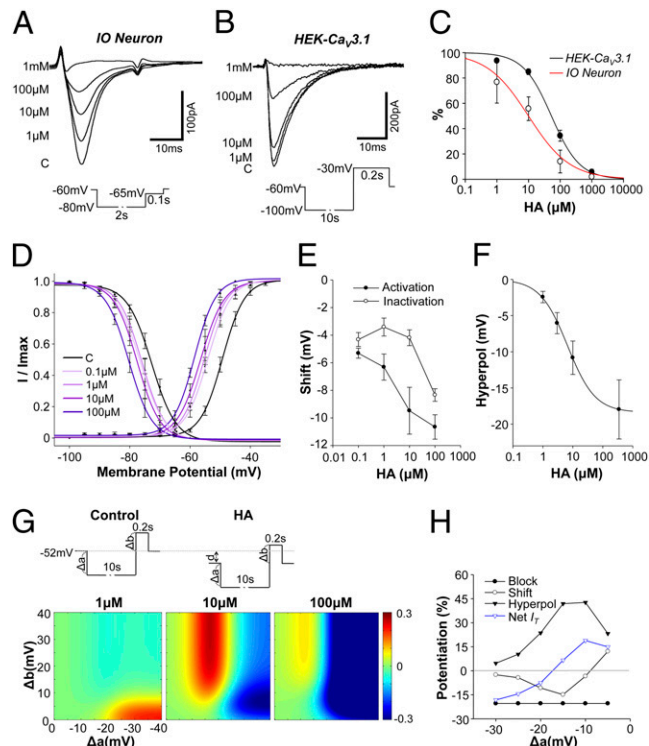 A
IO Neuron
1mM
100µM
10µM
1µM
C
100pA
10ms
-60mV
-65mV
-80mV
2s
0.1s
B
HEK-CaV3.1
1mM
100µM
10µM
1µM
C
200pA
10ms
-30mV
-60mV
0.2s
-100mV
10s
C
HEK-CaV3.1
IO Neuron
%
100
80
60
40
20
0
0.1 1 10 100 1000 10000
HA (µM)
D
I / Imax
1.0
0.8
0.6
0.4
0.2
0
C
0.1µM
1µM
10µM
100µM
-100 -80 -60 -40
Membrane Potential (mV)
E
Activation
Inactivation
Shift (mV)
0
-2
-4
-6
-8
-10
-12
0.01 0.1 1 10 100 1000
HA (µM)
F
Hyperpol (mV)
0
-5
-10
-15
-20
0.1 1 10 100
HA (µM)
G
Control
HA
-52mV
Δa
10s
Δb
0.2s
d
Δa
10s
Δb
0.2s
1µM
10µM
100µM
Δb(mV)
40
30
20
10
0
0 -10 -20 -30 -40
Δa(mV)
0.3
0
-0.3
H
Block
Shift
Hyperpol
Net IT
Potentiation (%)
60
45
30
15
0
-15
-30
-30 -20 -10 0
Δa(mV)